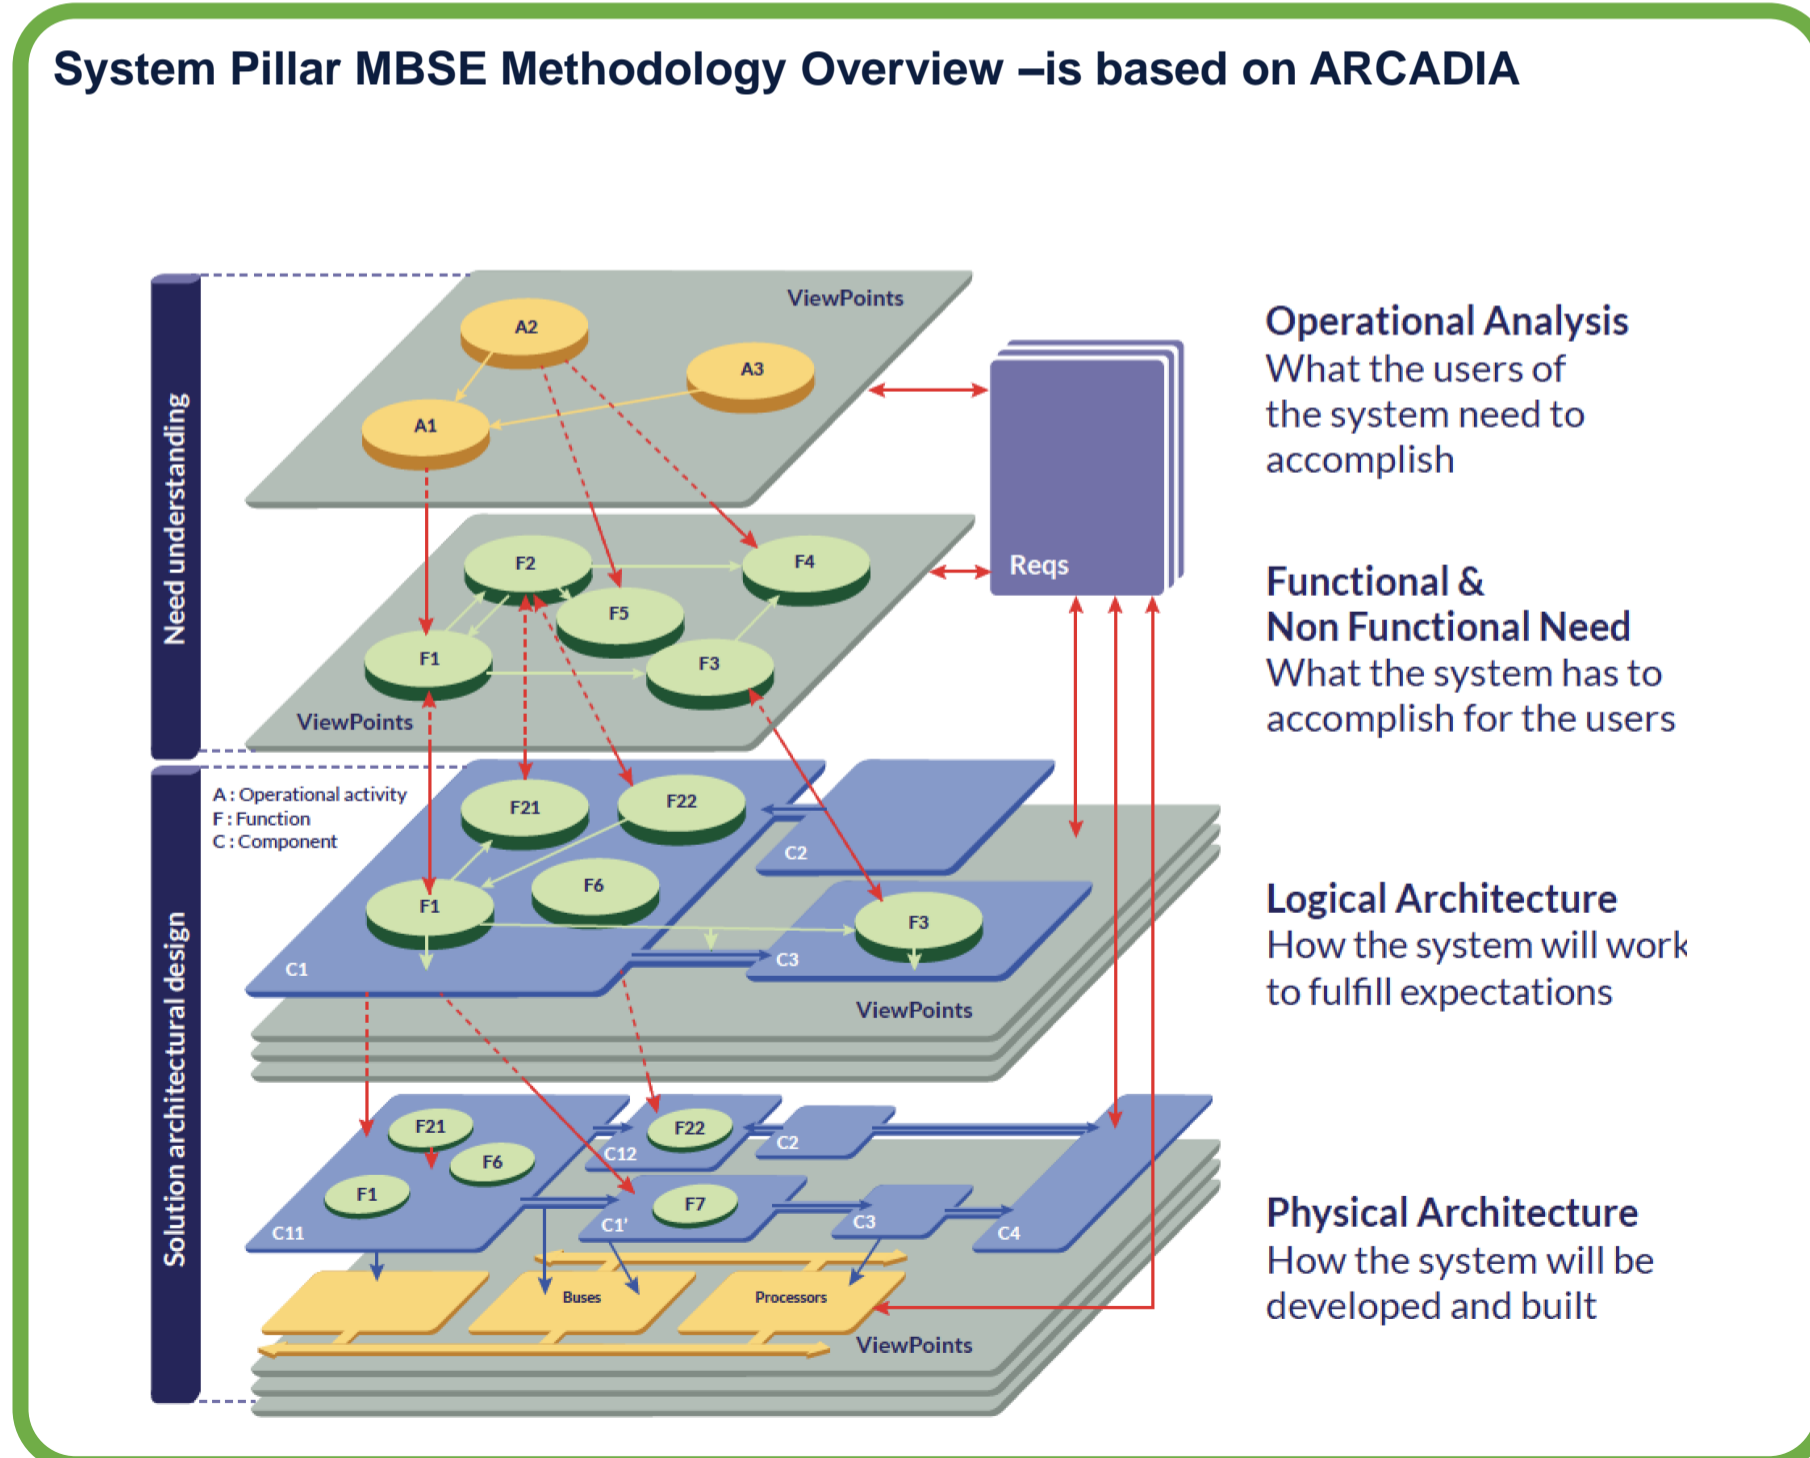 System Pillar MBSE Methodology Overview –is based on ARCADIA
Need understanding
ViewPoints
A2
A3
A1
Reqs
Operational Analysis
What the users of
the system need to
accomplish
F2
F4
F5
F1
F3
ViewPoints
Functional &
Non Functional Need
What the system has to
accomplish for the users
Solution architectural design
A : Operational activity
F : Function
C : Component
F21
F22
F6
F1
C1
C2
F3
C3
ViewPoints
Logical Architecture
How the system will work
to fulfill expectations
F21
F6
F1
C11
F22
C12
C2
F7
C1'
C3
C4
Buses
Processors
ViewPoints
Physical Architecture
How the system will be
developed and built